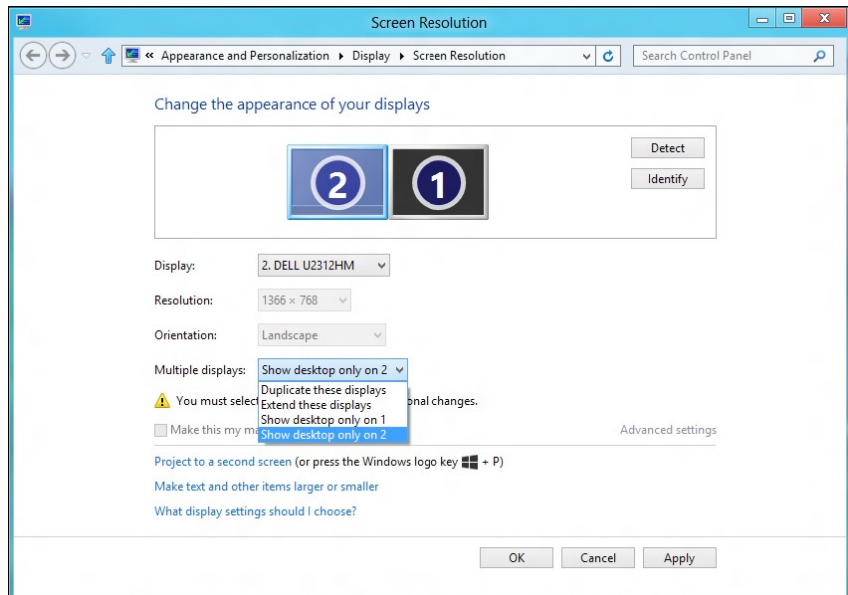 Screen Resolution
« Appearance and Personalization ▸ Display ▸ Screen Resolution
Search Control Panel
Change the appearance of your displays
2
1
Detect
Identify
Display: 2. DELL U2312HM
Resolution: 1366 × 768
Orientation: Landscape
Multiple displays: Show desktop only on 2
Duplicate these displays
You must select
Extend these displays
onal changes.
Show desktop only on 1
Make this my
Show desktop only on 2
Advanced settings
Project to a second screen (or press the Windows logo key + P)
Make text and other items larger or smaller
What display settings should I choose?
OK Cancel Apply